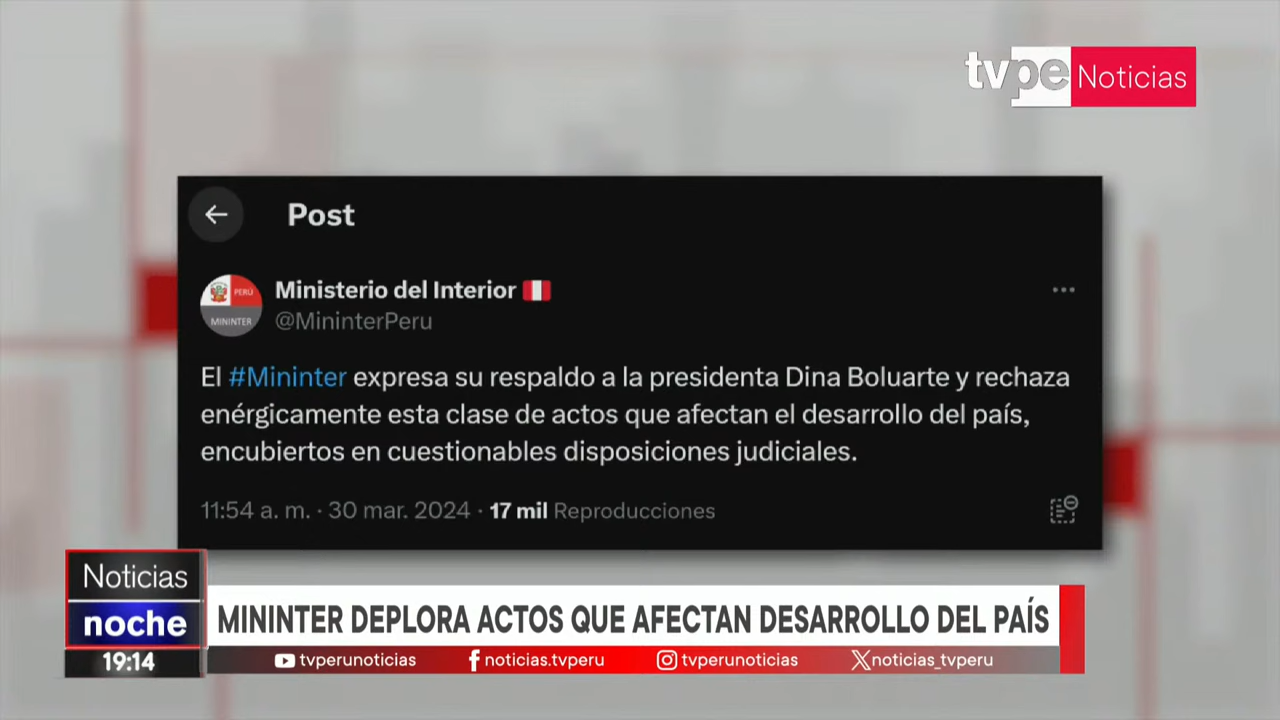 tvpe Noticias
Post
PERÚ
MININTER
Ministerio del Interior
@MininterPeru
El #Mininter expresa su respaldo a la presidenta Dina Boluarte y rechaza
enérgicamente esta clase de actos que afectan el desarrollo del país,
encubiertos en cuestionables disposiciones judiciales.
11:54 a. m. · 30 mar. 2024 · 17 mil Reproducciones
Noticias
noche
19:14
MININTER DEPLORA ACTOS QUE AFECTAN DESARROLLO DEL PAÍS
tvperunoticias noticias.tvperu tvperunoticias noticias_tvperu